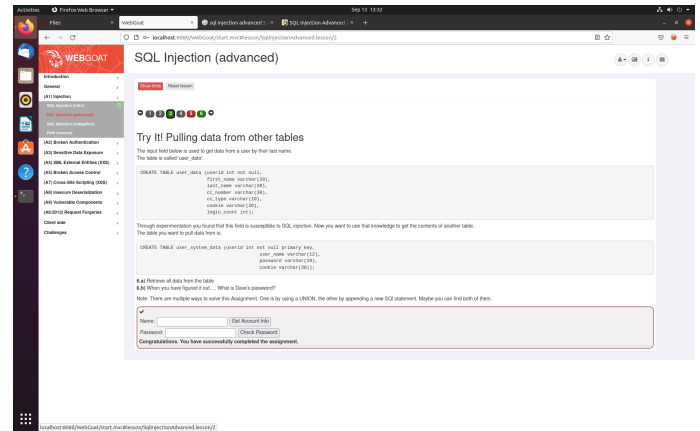 Activities
Firefox Web Browser
Sep 13 13:32
Files
WebGoat
sql injection advanced 5
SQL Injection Advanced
localhost:8080/WebGoat/start.mvc#lesson/SqlInjectionAdvanced.lesson/2
WEBGOAT
SQL Injection (advanced)
Introduction
General
(A1) Injection
SQL Injection (intro)
SQL Injection (advanced)
SQL Injection (mitigation)
Path traversal
(A2) Broken Authentication
(A3) Sensitive Data Exposure
(A4) XML External Entities (XXE)
(A5) Broken Access Control
(A7) Cross-Site Scripting (XSS)
(A8) Insecure Deserialization
(A9) Vulnerable Components
(A8:2013) Request Forgeries
Client side
Challenges
Show hints
Reset lesson
1 2 3 4 5 6
Try It! Pulling data from other tables
The input field below is used to get data from a user by their last name.
The table is called 'user_data':
CREATE TABLE user_data (userid int not null,
first_name varchar(20),
last_name varchar(20),
cc_number varchar(30),
cc_type varchar(10),
cookie varchar(20),
login_count int);
Through experimentation you found that this field is susceptible to SQL injection. Now you want to use that knowledge to get the contents of another table.
The table you want to pull data from is:
CREATE TABLE user_system_data (userid int not null primary key,
user_name varchar(12),
password varchar(10),
cookie varchar(30));
6.a) Retrieve all data from the table
6.b) When you have figured it out.... What is Dave's password?
Note: There are multiple ways to solve this Assignment. One is by using a UNION, the other by appending a new SQL statement. Maybe you can find both of them.
✓
Name:
Get Account Info
Password:
Check Password
Congratulations. You have successfully completed the assignment.
localhost:8080/WebGoat/start.mvc#lesson/SqlInjectionAdvanced.lesson/2